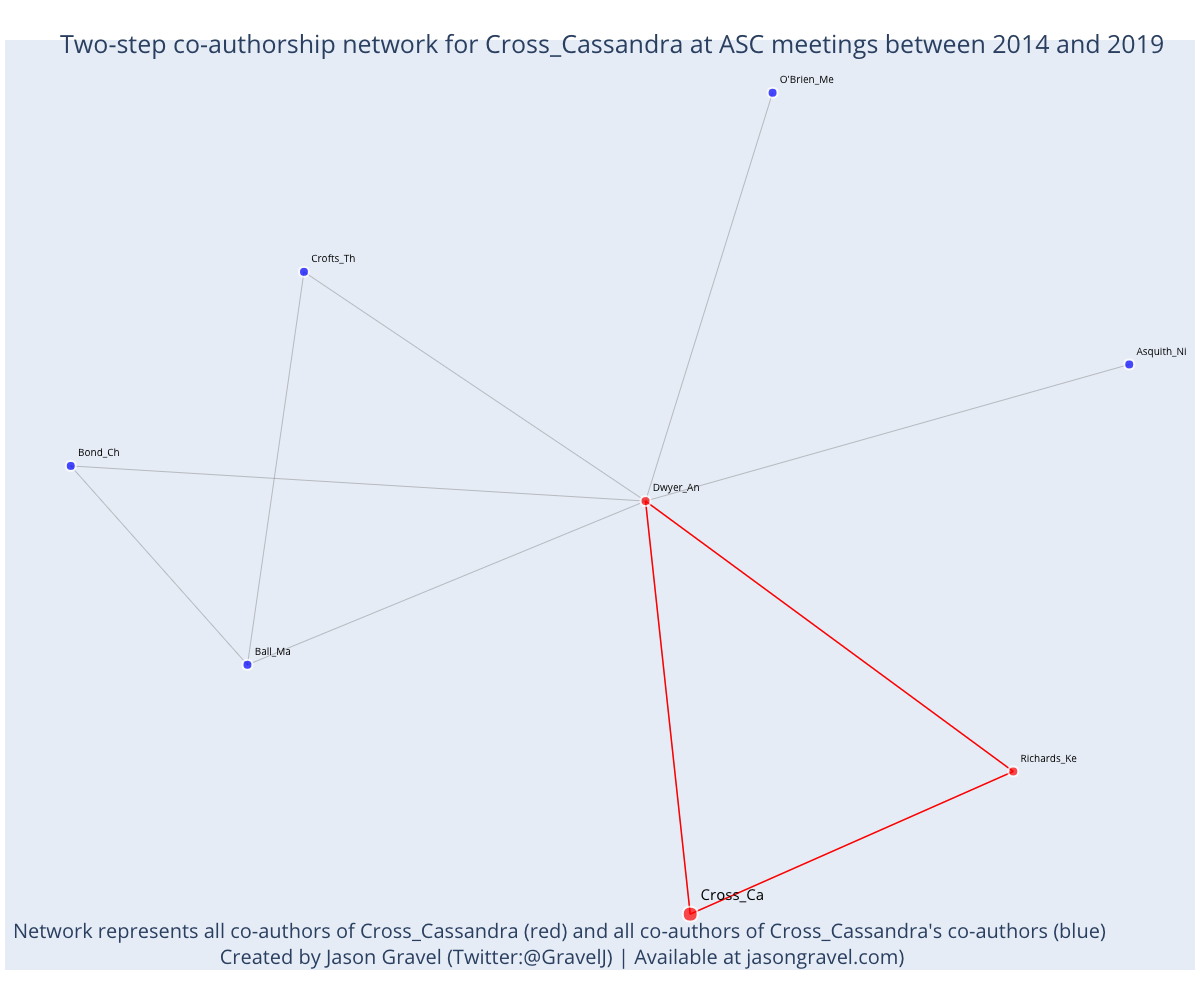 Two-step co-authorship network for Cross_Cassandra at ASC meetings between 2014 and 2019
O'Brien_Me
Crofts_Th
Asquith_Ni
Bond_Ch
Dwyer_An
Ball_Ma
Richards_Ke
Cross_Ca
Network represents all co-authors of Cross_Cassandra (red) and all co-authors of Cross_Cassandra's co-authors (blue)
Created by Jason Gravel (Twitter:@GravelJ) | Available at jasongravel.com)